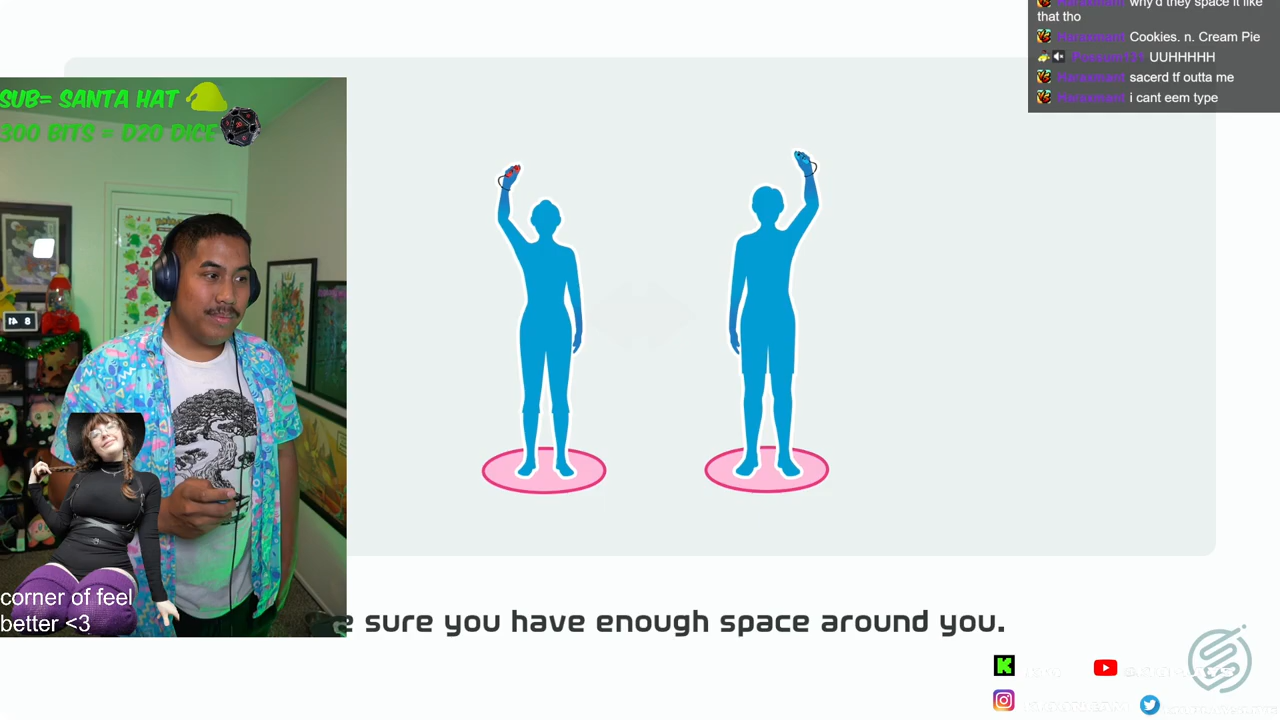 why'd they space it like
that tho
Cookies. n. Cream Pie
UUHHHHH
sacerd tf outta me
i cant eem type
SUB= SANTA HAT
300 BITS = D20 DICE
8
corner of feel
better <3
sure you have enough space around you.
K